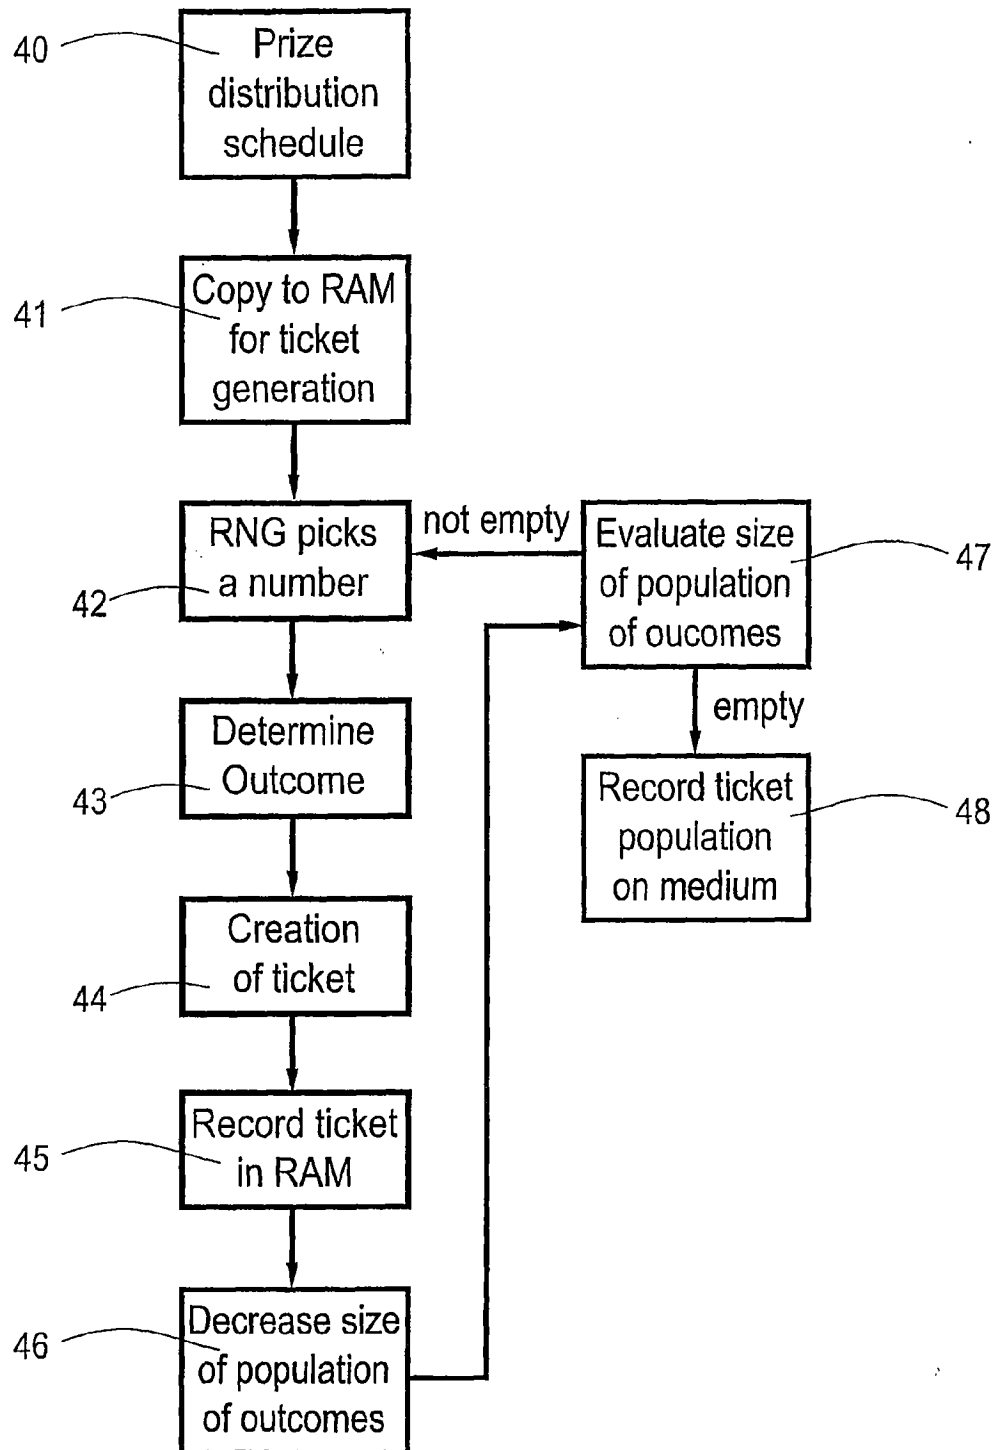 40
Prize
distribution
schedule
41
Copy to RAM
for ticket
generation
42
RNG picks
a number
not empty
Evaluate size
of population
of oucomes
47
43
Determine
Outcome
empty
Record ticket
population
on medium
48
44
Creation
of ticket
45
Record ticket
in RAM
46
Decrease size
of population
of outcomes